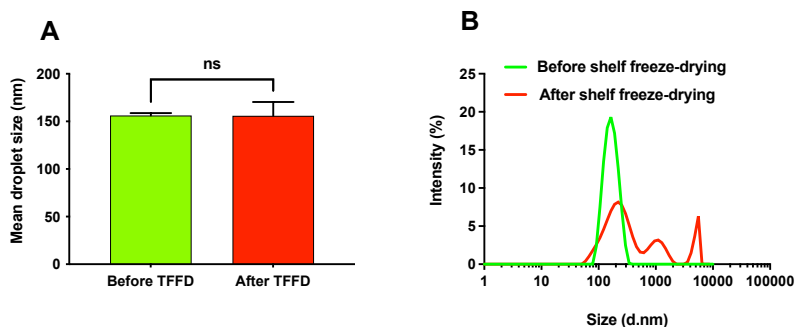 A
ns
Mean droplet size (nm)
200
150
100
50
0
Before TFFD
After TFFD
B
Before shelf freeze-drying
After shelf freeze-drying
Intensity (%)
25
20
15
10
5
0
1
10
100
1000
10000
100000
Size (d.nm)